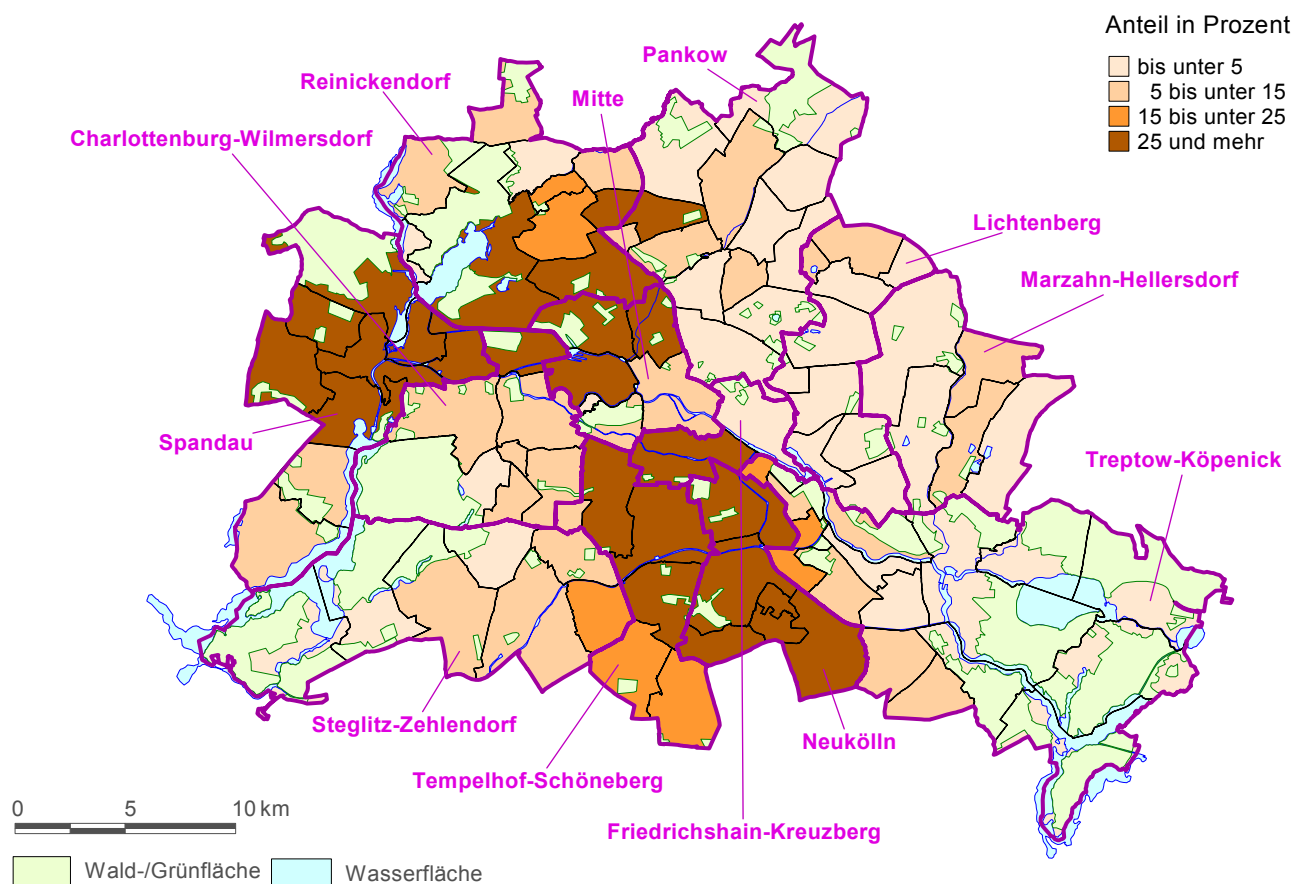 Anteil in Prozent
bis unter 5
5 bis unter 15
15 bis unter 25
25 und mehr
Pankow
Reinickendorf
Mitte
Charlottenburg-Wilmersdorf
Lichtenberg
Marzahn-Hellersdorf
Spandau
Treptow-Köpenick
Steglitz-Zehlendorf
Neukölln
Tempelhof-Schöneberg
Friedrichshain-Kreuzberg
0 5 10 km
Wald-/Grünfläche Wasserfläche